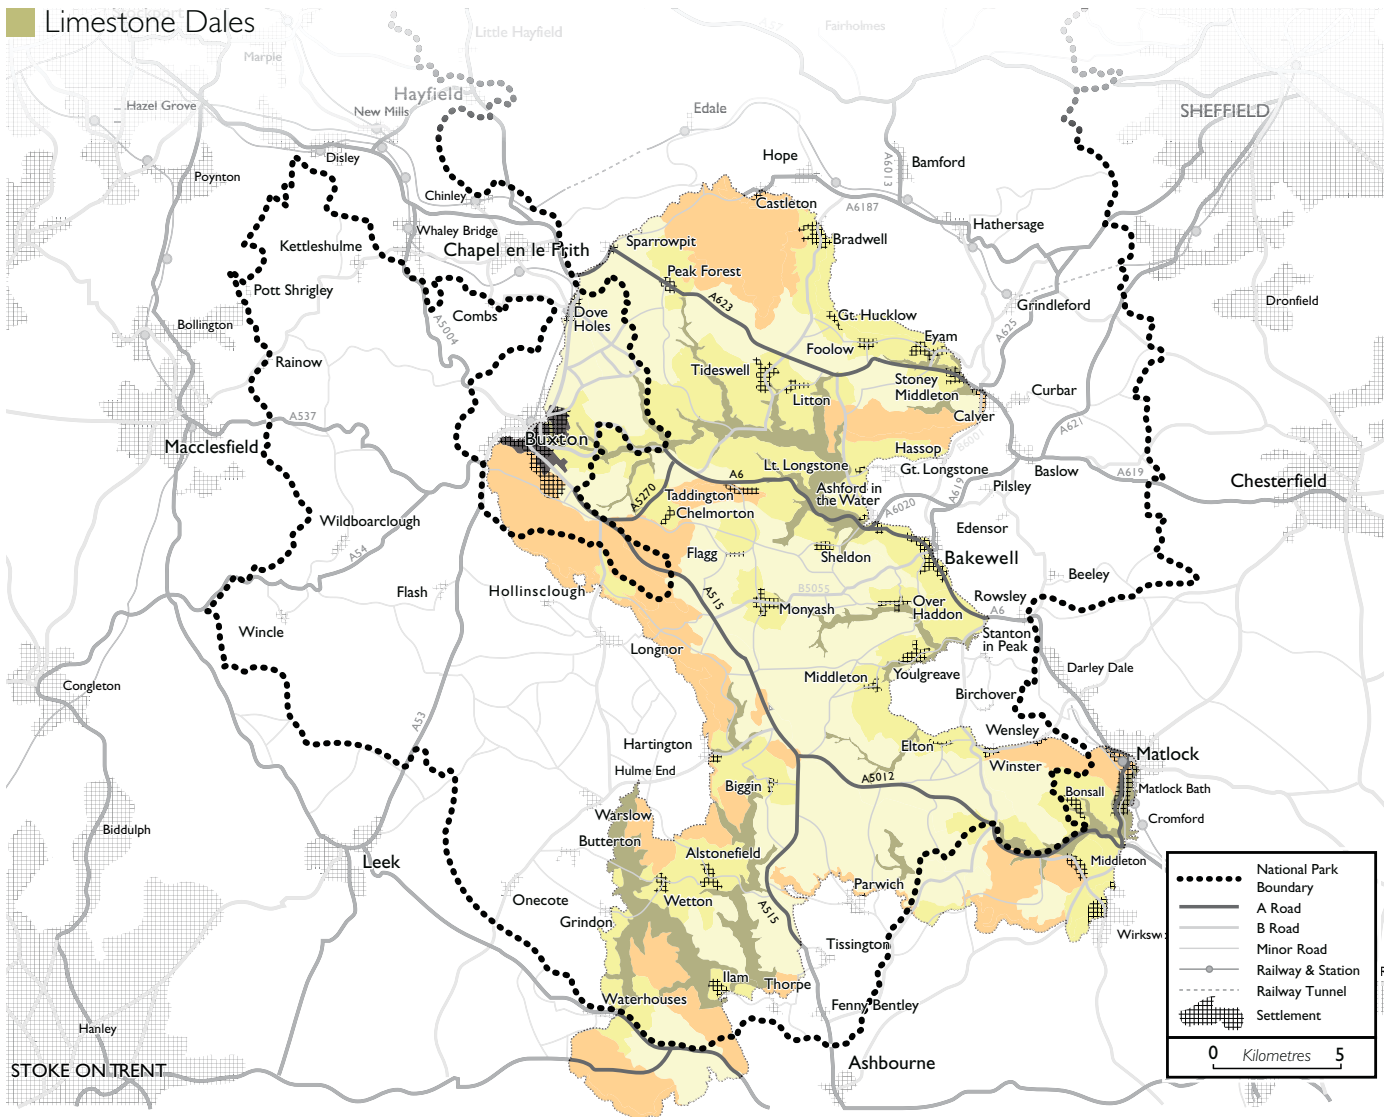 Limestone Dales
Stockport
Little Hayfield
A57
Fairholmes
Marple
Hayfield
Hazel Grove
New Mills
Edale
SHEFFIELD
Disley
Hope
A6013
Bamford
Poynton
Chinley
Castleton
A6187
Whaley Bridge
Hathersage
Kettleshulme
Chapel en le Frith
Sparrowpit
Bradwell
Peak Forest
Pott Shrigley
A623
Grindleford
Dronfield
Combs
Dove
Holes
Gt. Hucklow
Bollington
A5004
A625
Eyam
Foolow
Rainow
Tideswell
Stoney
Middleton
Litton
Curbar
A537
Calver
A621
Macclesfield
Buxton
Hassop
B6001
Lt. Longstone
Gt. Longstone
Baslow
A619
A6
Chesterfield
Ashford in
the Water
A619
Pilsley
Taddington
A5270
Chelmorton
A6020
Wildboarclough
Edensor
A54
Flagg
Sheldon
Bakewell
Beeley
Flash
Hollinsclough
B5055
A515
Rowsley
Monyash
Over
Haddon
A6
Wincle
Stanton
in Peak
Longnor
Darley Dale
Middleton
Youlgreave
Congleton
Birchover
A53
Wensley
Hartington
Elton
Matlock
Winster
Hulme End
A5012
Biggin
Bonsall
Matlock Bath
Warslow
Cromford
Biddulph
Butterton
Alstonefield
Leek
Middleton
Parwich
Onecote
Wetton
A515
Grindon
Wirksw
Tissington
Ilam
Thorpe
Waterhouses
Fenny Bentley
Hanley
Ashbourne
STOKE ON TRENT
National Park
Boundary
A Road
B Road
Minor Road
Railway & Station
Railway Tunnel
Settlement
0 Kilometres 5